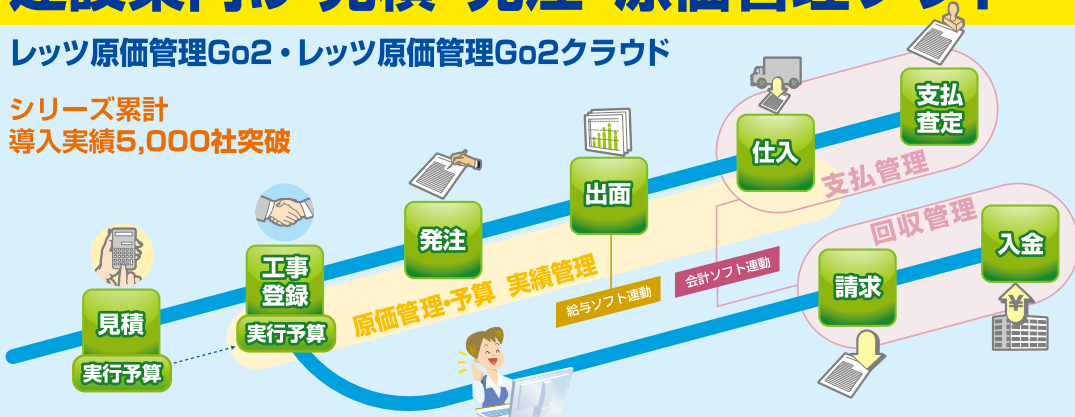 レッツ原価管理Go2・レッツ原価管理Go2クラウド
シリーズ累計
導入実績5,000社突破
支払
査定
仕入
支払管理
出面
発注
回収管理
入金
工事
登録
実行予算
原価管理・予算 実績管理
会計ソフト連動
給与ソフト連動
請求
¥
見積
実行予算